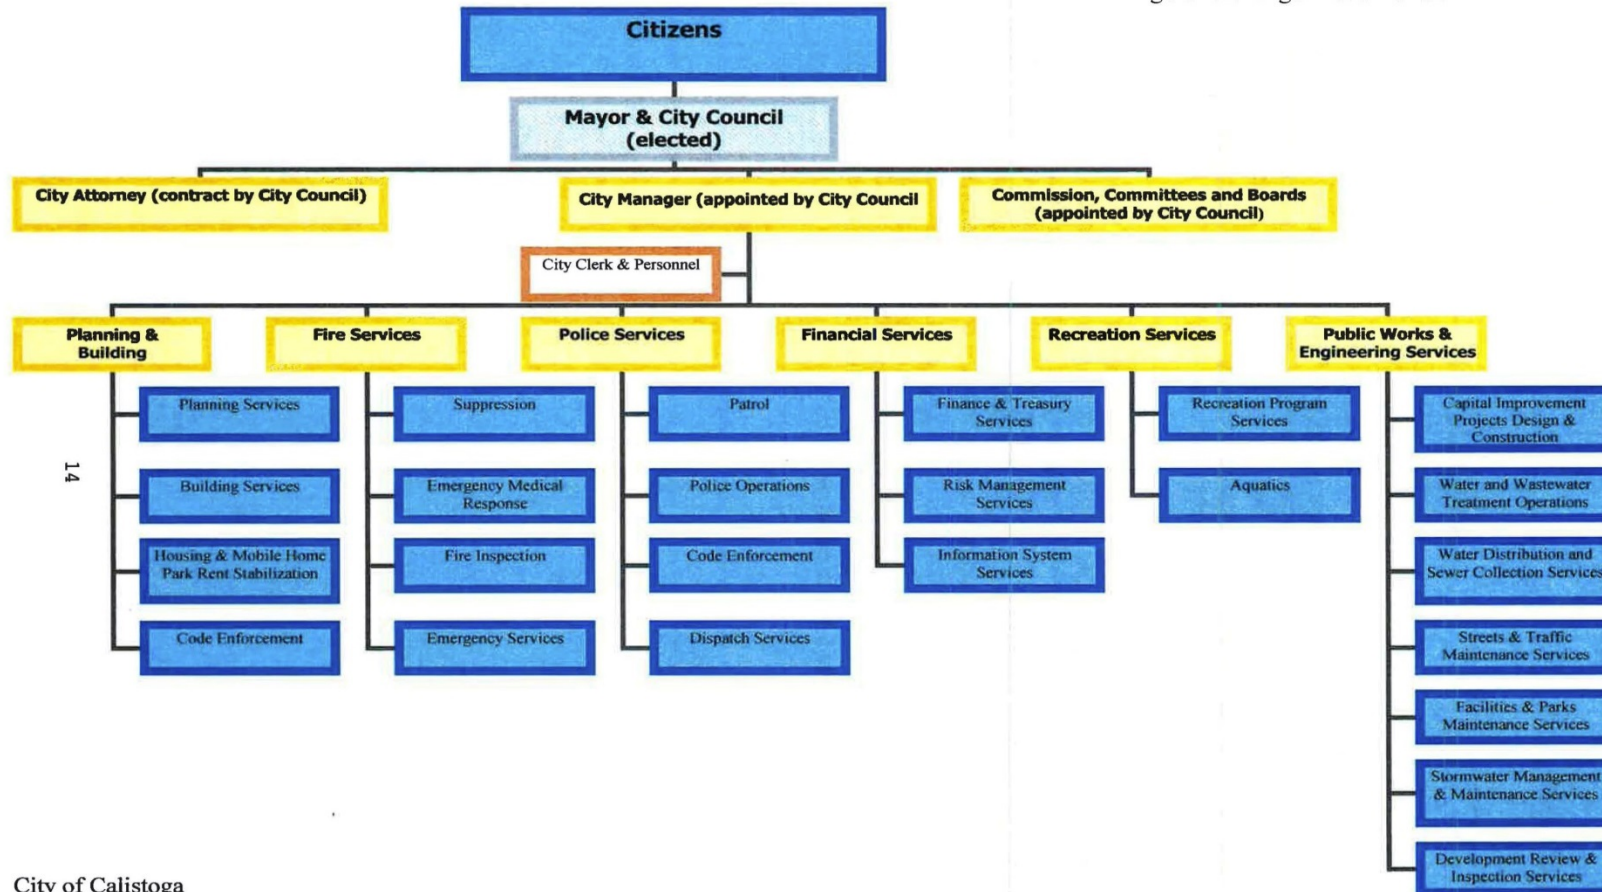 Citizens
Mayor & City Council
(elected)
City Attorney (contract by City Council)
City Manager (appointed by City Council
Commission, Committees and Boards
(appointed by City Council)
City Clerk & Personnel
Planning &
Building
Fire Services
Police Services
Financial Services
Recreation Services
Public Works &
Engineering Services
Planning Services
Building Services
Housing & Mobile Home
Park Rent Stabilization
Code Enforcement
Suppression
Emergency Medical
Response
Fire Inspection
Emergency Services
Patrol
Police Operations
Code Enforcement
Dispatch Services
Finance & Treasury
Services
Risk Management
Services
Information System
Services
Recreation Program
Services
Aquatics
Capital Improvement
Projects Design &
Construction
Water and Wastewater
Treatment Operations
Water Distribution and
Sewer Collection Services
Streets & Traffic
Maintenance Services
Facilities & Parks
Maintenance Services
Stormwater Management
& Maintenance Services
Development Review &
Inspection Services
14
City of Calistoga